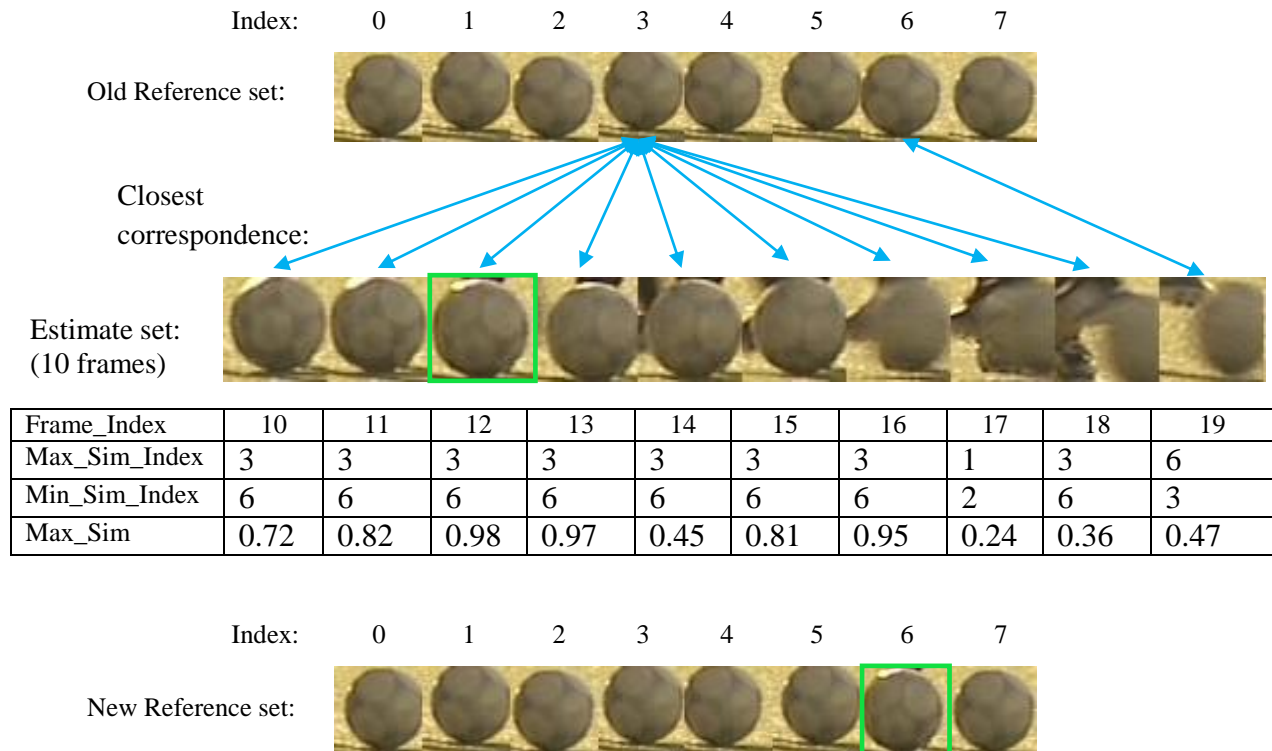 Index: 0 1 2 3 4 5 6 7
Old Reference set:
Closest
correspondence:
Estimate set:
(10 frames)
Frame_Index 10 11 12 13 14 15 16 17 18 19
Max_Sim_Index 3 3 3 3 3 3 3 1 3 6
Min_Sim_Index 6 6 6 6 6 6 6 2 6 3
Max_Sim 0.72 0.82 0.98 0.97 0.45 0.81 0.95 0.24 0.36 0.47
Index: 0 1 2 3 4 5 6 7
New Reference set: